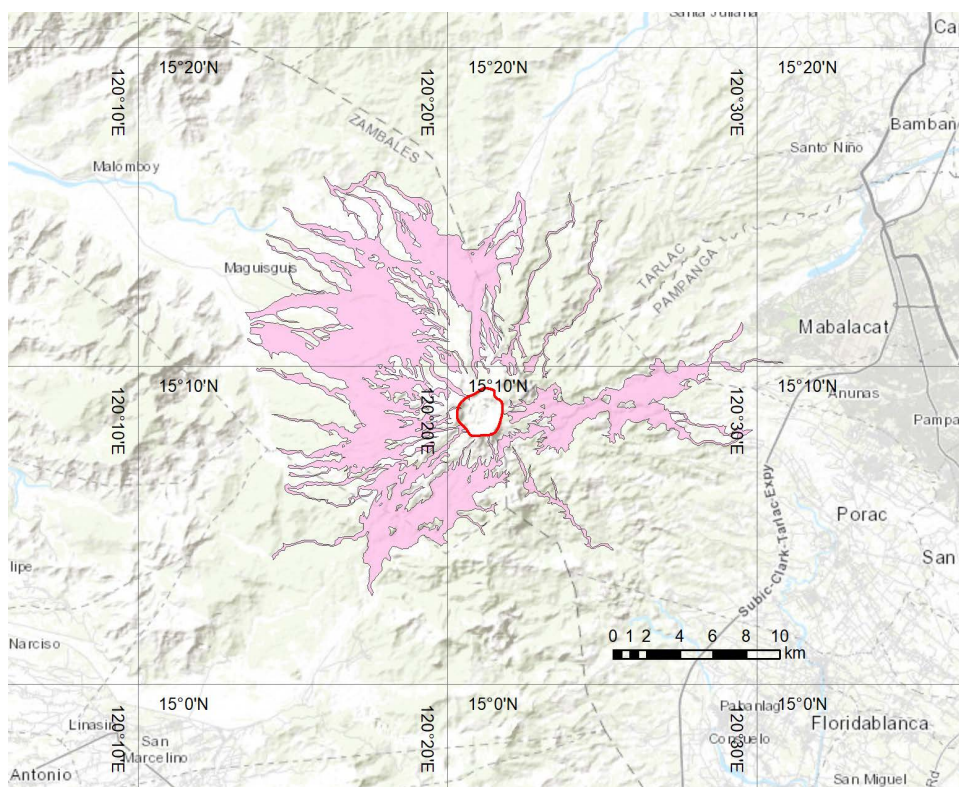 Santa Juliana
Ca
15°20'N
15°20'N
15°20'N
120°10'E
120°20'E
120°30'E
ZAMBALES
Bambañ
Santo Niño
Malomboy
TARLAC
PAMPANGA
Maguisguis
Mabalacat
15°10'N
15°10'N
15°10'N
120°10'E
120°20'E
120°30'E
Anunas
Pampa
Subic-Clark-Tarlac Expy
Porac
San
lipe
0 1 2 4 6 8 10
km
Narciso
15°0'N
15°0'N
15°0'N
120°10'E
120°20'E
120°30'E
Pabanlag
Linasin
Floridablanca
San
Marcelino
Consuelo
Antonio
San Miguel
Rd